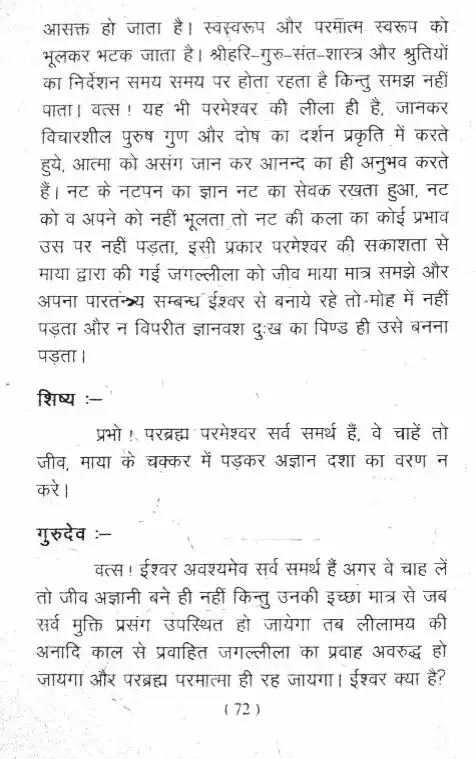 आसक्त हो जाता है। स्वस्वरूप और परमात्म स्वरूप को
भूलकर भटक जाता है। श्रीहरि-गुरु-संत-शास्त्र और श्रुतियों
का निर्देशन समय समय पर होता रहता है किन्तु समझ नहीं
पाता। वत्स! यह भी परमेश्वर की लीला ही है, जानकर
विचारशील पुरुष गुण और दोष का दर्शन प्रकृति में करते
हुये, आत्मा को असंग जान कर आनन्द का ही अनुभव करते
हैं। नट के नटपन का ज्ञान नट का सेवक रखता हुआ, नट
को व अपने को नहीं भूलता तो नट की कला का कोई प्रभाव
उस पर नहीं पड़ता, इसी प्रकार परमेश्वर की सकाशता से
माया द्वारा की गई जगल्लीला को जीव माया मात्र समझे और
अपना पारतन्त्र्य सम्बन्ध ईश्वर से बनाये रहे तो मोह में नहीं
पड़ता और न विपरीत ज्ञानवश दुःख का पिण्ड ही उसे बनना
पड़ता।
शिष्य :–
प्रभो! परब्रह्म परमेश्वर सर्व समर्थ हैं, वे चाहें तो
जीव, माया के चक्कर में पड़कर अज्ञान दशा का वरण न
करे।
गुरुदेव :–
वत्स! ईश्वर अवश्यमेव सर्व समर्थ हैं अगर वे चाह लें
तो जीव अज्ञानी बने ही नहीं किन्तु उनकी इच्छा मात्र से जब
सर्व मुक्ति प्रसंग उपस्थित हो जायेगा तब लीलामय की
अनादि काल से प्रवाहित जगल्लीला का प्रवाह अवरुद्ध हो
जायगा और परब्रह्म परमात्मा ही रह जायगा। ईश्वर क्या है?
(72)